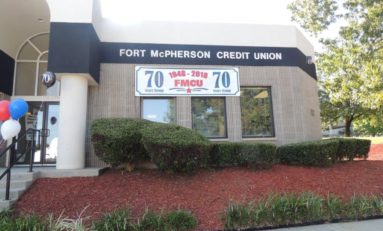 FORT McPHERSON CREDIT UNION
70 1948-2018 70
FMCU